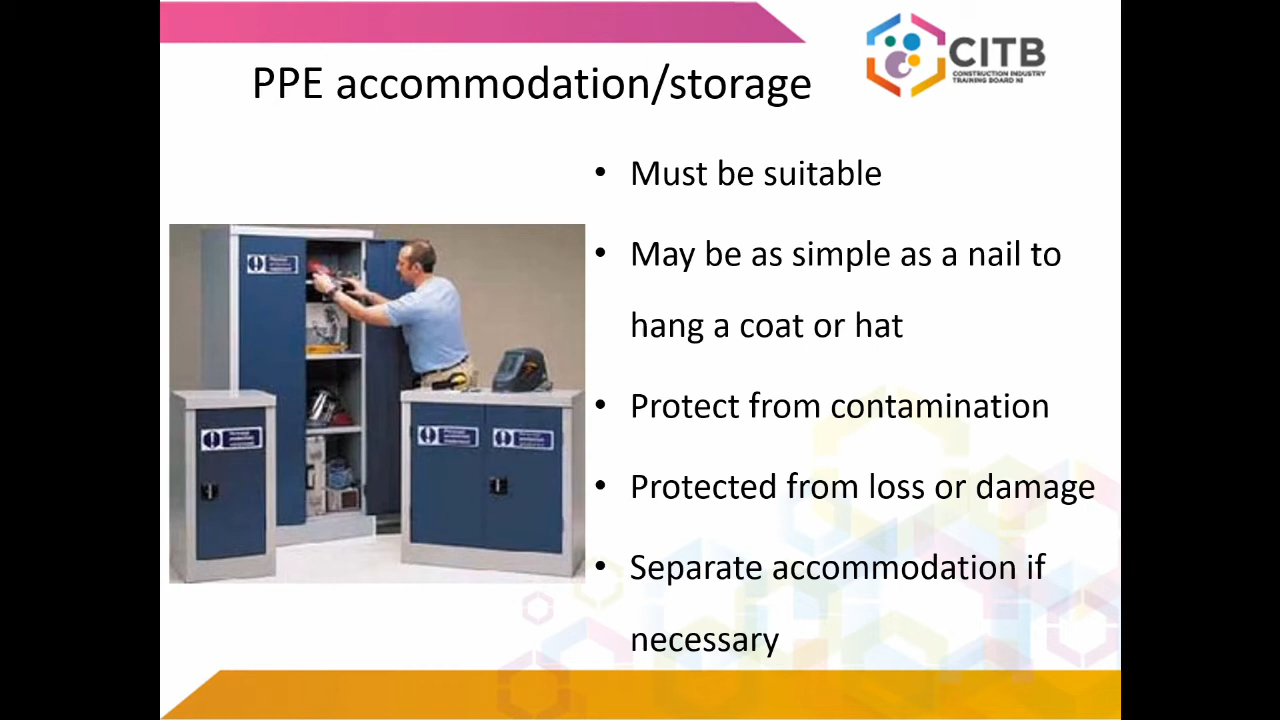 PPE accommodation/storage
CITB
CONSTRUCTION INDUSTRY
TRAINING BOARD NI
• Must be suitable
• May be as simple as a nail to
hang a coat or hat
• Protect from contamination
• Protected from loss or damage
• Separate accommodation if
necessary